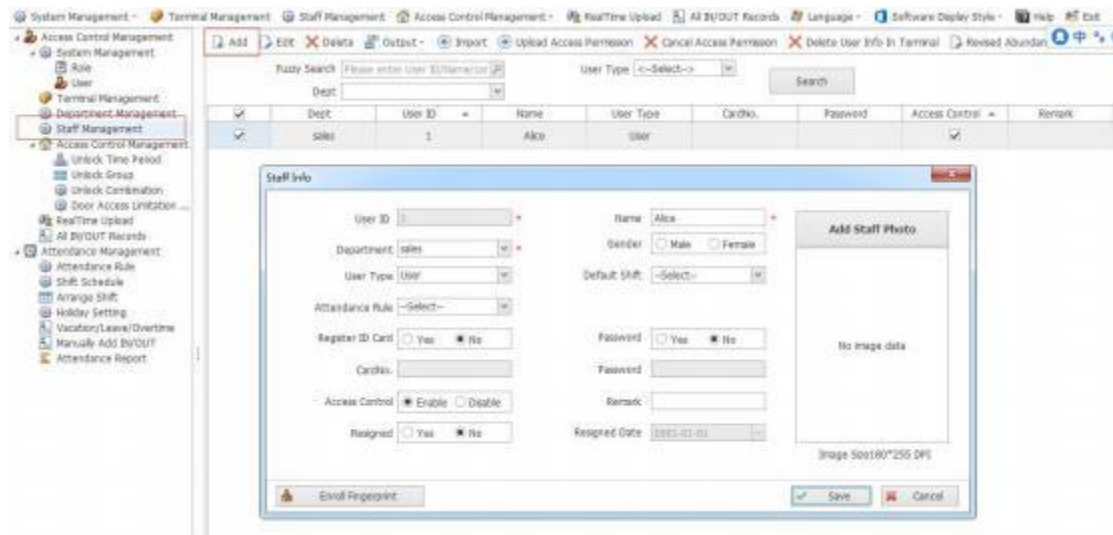 System Management Terminal Management Staff Management Access Control Management RealTime Upload All IN/OUT Records Language Software Display Style Help Exit
Access Control Management
System Management
Role
User
Terminal Management
Department Management
Staff Management
Access Control Management
Unlock Time Period
Unlock Group
Unlock Combination
Door Access Limitation ...
RealTime Upload
All IN/OUT Records
Attendance Management
Attendance Rule
Shift Schedule
Arrange Shift
Holiday Setting
Vacation/Leave/Overtime
Manually Add IN/OUT
Attendance Report
Add Edit Delete Output Import Upload Access Permission Cancel Access Permission Delete User Info In Terminal Revised Abundan 中
Fuzzy Search Please enter User ID/Name/ User Type <--Select-->
Dept Search
Dept User ID Name User Type CardNo. Password Access Control Remark
sales 1 Alice User
Staff Info
User ID 1 * Name Alice * Add Staff Photo
Department sales * Gender Male Female
User Type User Default Shift --Select--
Attendance Rule --Select--
Register ID Card Yes No Password Yes No No image data
CardNo. Password
Access Control Enable Disable Remark
Resigned Yes No Resigned Date 0001-01-01
Image Size180*255 DPI
Enroll Fingerprint Save Cancel